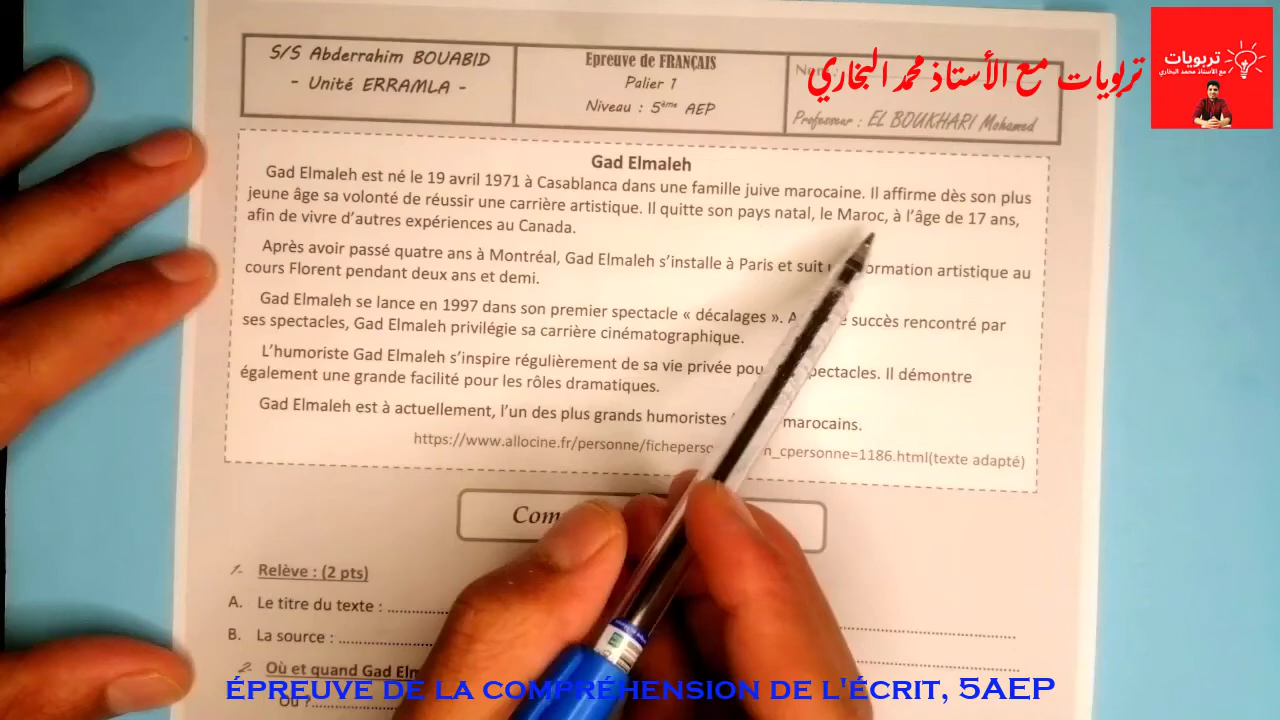 S/S Abderrahim BOUABID
- Unité ERRAMLA -
Epreuve de FRANÇAIS
Palier 1
Niveau : 5ème AEP
Professeur : EL BOUKHARI Mohamed
تربويات مع الأستاذ محمد البخاري
تربويات
مع الأستاذ محمد البخاري
Gad Elmaleh
Gad Elmaleh est né le 19 avril 1971 à Casablanca dans une famille juive marocaine. Il affirme dès son plus
jeune âge sa volonté de réussir une carrière artistique. Il quitte son pays natal, le Maroc, à l'âge de 17 ans,
afin de vivre d'autres expériences au Canada.
Après avoir passé quatre ans à Montréal, Gad Elmaleh s'installe à Paris et suit formation artistique au
cours Florent pendant deux ans et demi.
Gad Elmaleh se lance en 1997 dans son premier spectacle « décalages ». succès rencontré par
ses spectacles, Gad Elmaleh privilégie sa carrière cinématographique.
L'humoriste Gad Elmaleh s'inspire régulièrement de sa vie privée spectacles. Il démontre
également une grande facilité pour les rôles dramatiques.
Gad Elmaleh est à actuellement, l'un des plus grands humoristes marocains.
https://www.allocine.fr/personne/fichepersonne_gen_cpersonne=1186.html(texte adapté)
1- Relève : (2 pts)
A. Le titre du texte : ...........
B. La source : ...........
2- Où et quand Gad
Où ?...........
épreuve de la compréhension de l'écrit, 5AEP